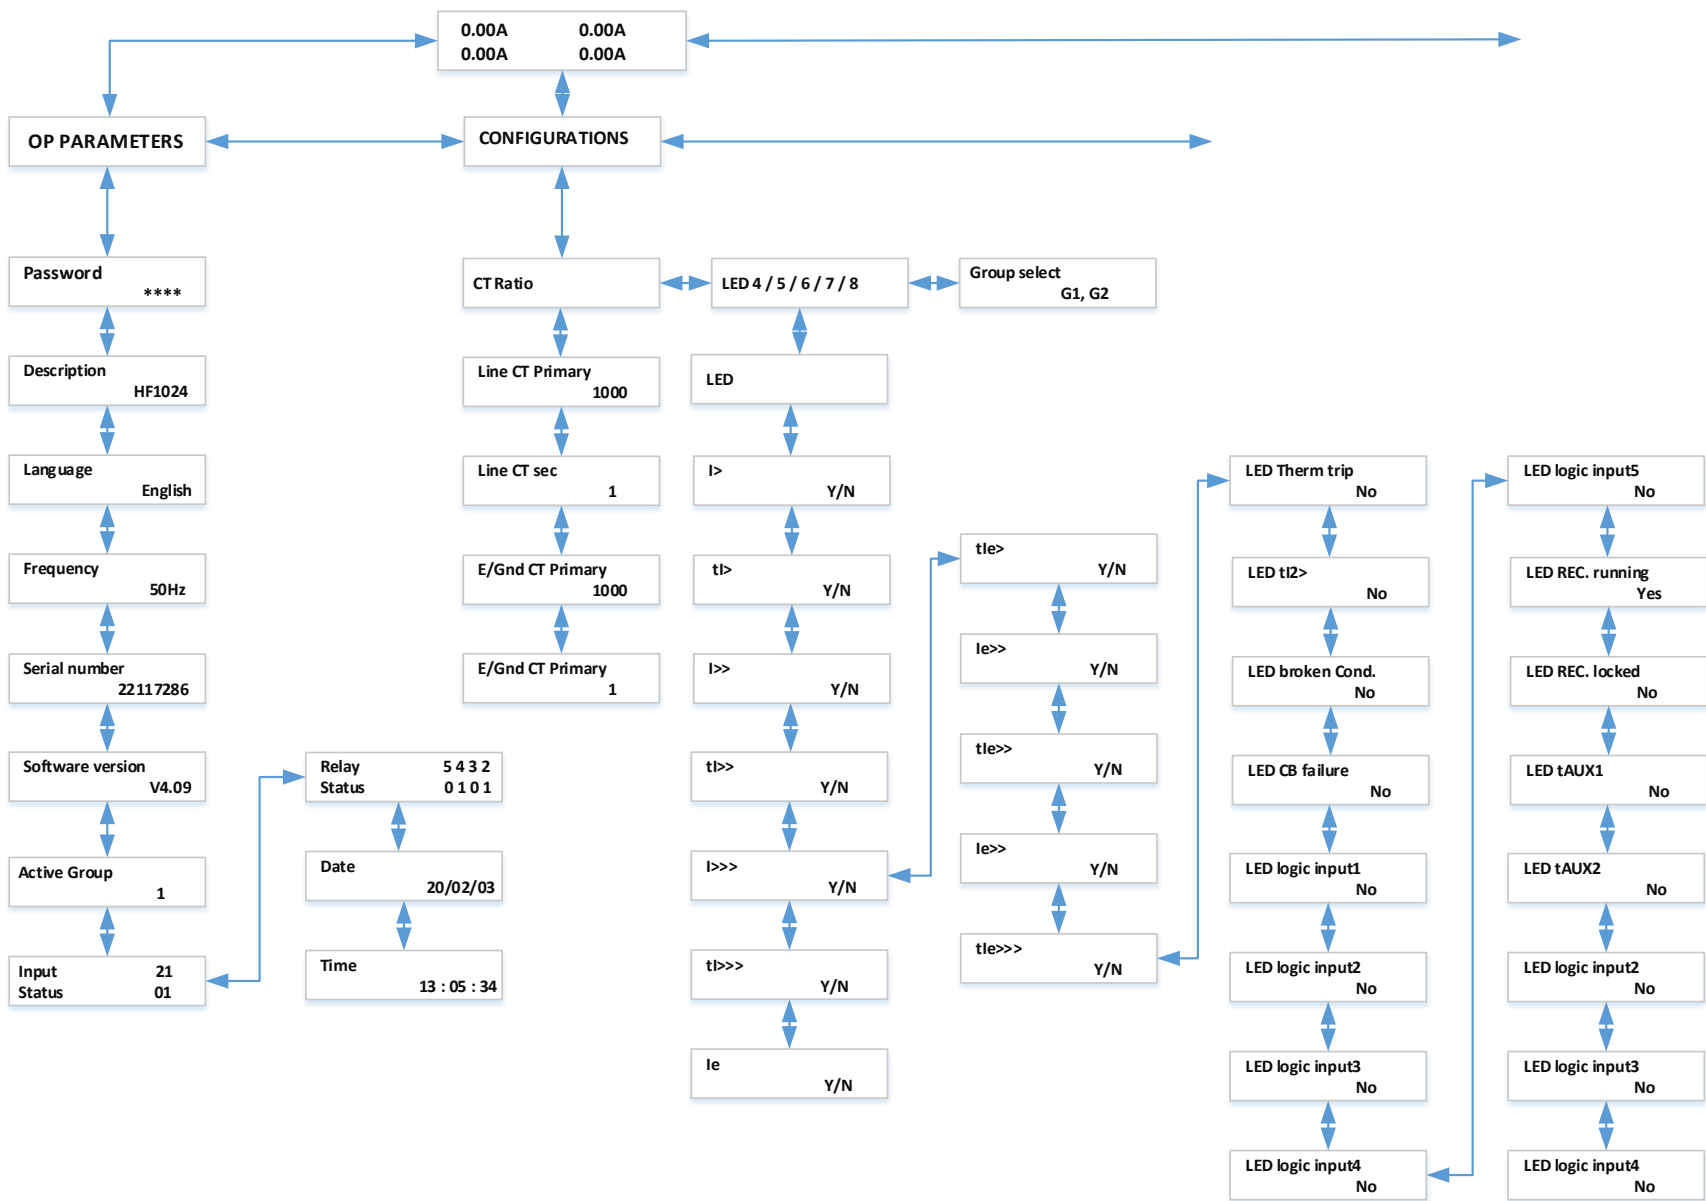 0.00A 0.00A
0.00A 0.00A
OP PARAMETERS
CONFIGURATIONS
Password
****
Description
HF1024
Language
English
Frequency
50Hz
Serial number
22117286
Software version
V4.09
Active Group
1
Input 21
Status 01
Relay 5 4 3 2
Status 0 1 0 1
Date
20/02/03
Time
13 : 05 : 34
CT Ratio
Line CT Primary
1000
Line CT sec
1
E/Gnd CT Primary
1000
E/Gnd CT Primary
1
LED 4 / 5 / 6 / 7 / 8
Group select
G1, G2
LED
I>
Y/N
tI>
Y/N
I>>
Y/N
tI>>
Y/N
I>>>
Y/N
tI>>>
Y/N
Ie
Y/N
tIe>
Y/N
Ie>>
Y/N
tIe>>
Y/N
Ie>>
Y/N
tIe>>>
Y/N
LED Therm trip
No
LED tI2>
No
LED broken Cond.
No
LED CB failure
No
LED logic input1
No
LED logic input2
No
LED logic input3
No
LED logic input4
No
LED logic input5
No
LED REC. running
Yes
LED REC. locked
No
LED tAUX1
No
LED tAUX2
No
LED logic input2
No
LED logic input3
No
LED logic input4
No